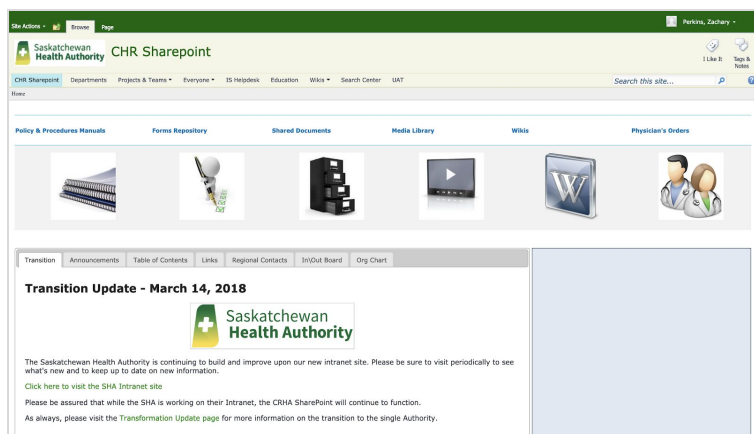 Site Actions Browse Page Perkins, Zachary
Saskatchewan
Health Authority
CHR Sharepoint
I Like It
Tags &
Notes
CHR Sharepoint Departments Projects & Teams Everyone IS Helpdesk Education Wikis Search Center UAT Search this site...
Home
Policy & Procedures Manuals Forms Repository Shared Documents Media Library Wikis Physician's Orders
W
Transition Announcements Table of Contents Links Regional Contacts In\Out Board Org Chart
Transition Update - March 14, 2018
Saskatchewan
Health Authority
The Saskatchewan Health Authority is continuing to build and improve upon our new intranet site. Please be sure to visit periodically to see
what's new and to keep up to date on new information.
Click here to visit the SHA Intranet site
Please be assured that while the SHA is working on their Intranet, the CRHA SharePoint will continue to function.
As always, please visit the Transformation Update page for more information on the transition to the single Authority.